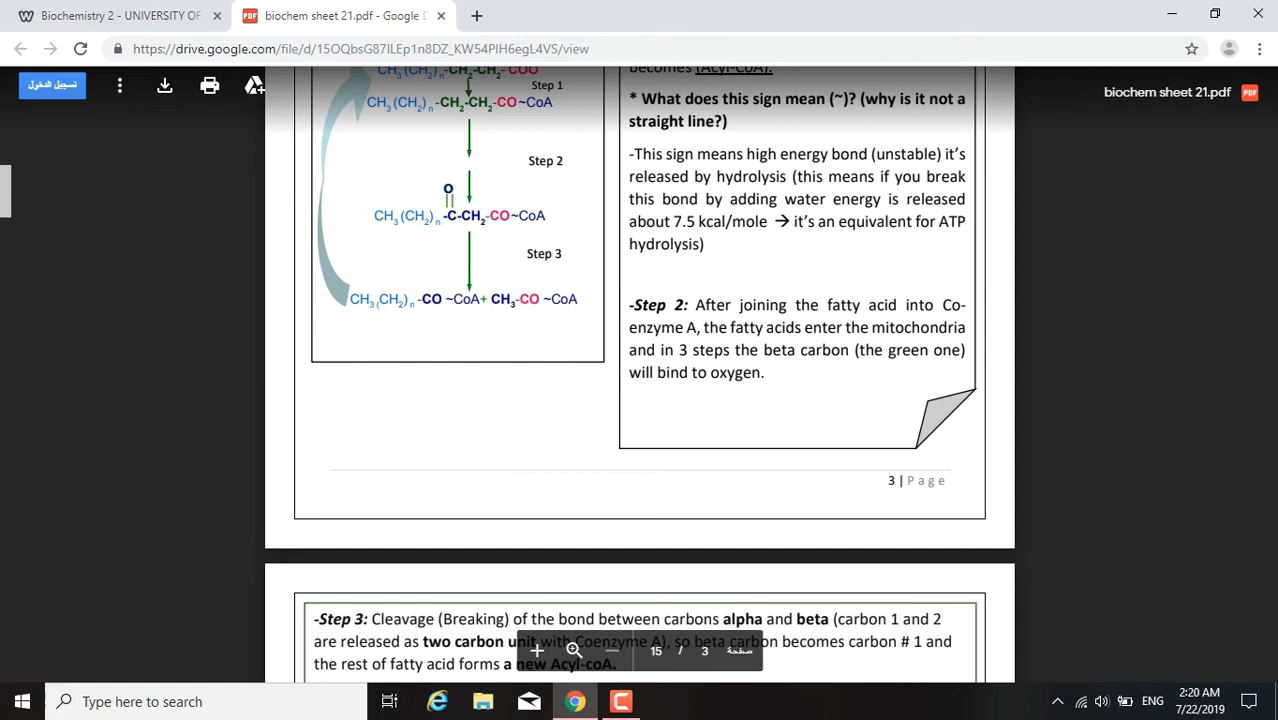 Biochemistry 2 - UNIVERSITY OF
biochem sheet 21.pdf - Google D
https://drive.google.com/file/d/15OQbsG87lLEp1n8DZ_KW54PlH6egL4VS/view
تسجيل الدخول
biochem sheet 21.pdf
CH3(CH2)n-CH2-CH2-COO
Step 1
CH3(CH2)n-CH2-CH2-CO~CoA
Step 2
O
CH3(CH2)n-C-CH2-CO~CoA
Step 3
CH3(CH2)n-CO ~CoA+ CH3-CO ~CoA
becomes (Acyl-CoA).
* What does this sign mean (~)? (why is it not a
straight line?)
-This sign means high energy bond (unstable) it's
released by hydrolysis (this means if you break
this bond by adding water energy is released
about 7.5 kcal/mole → it's an equivalent for ATP
hydrolysis)
-Step 2: After joining the fatty acid into Co-
enzyme A, the fatty acids enter the mitochondria
and in 3 steps the beta carbon (the green one)
will bind to oxygen.
3 | Page
-Step 3: Cleavage (Breaking) of the bond between carbons alpha and beta (carbon 1 and 2
are released as two carbon unit with Coenzyme A), so beta carbon becomes carbon # 1 and
the rest of fatty acid forms a new Acyl-coA.
صفحة 3 / 15
Type here to search
ENG
2:20 AM
7/22/2019